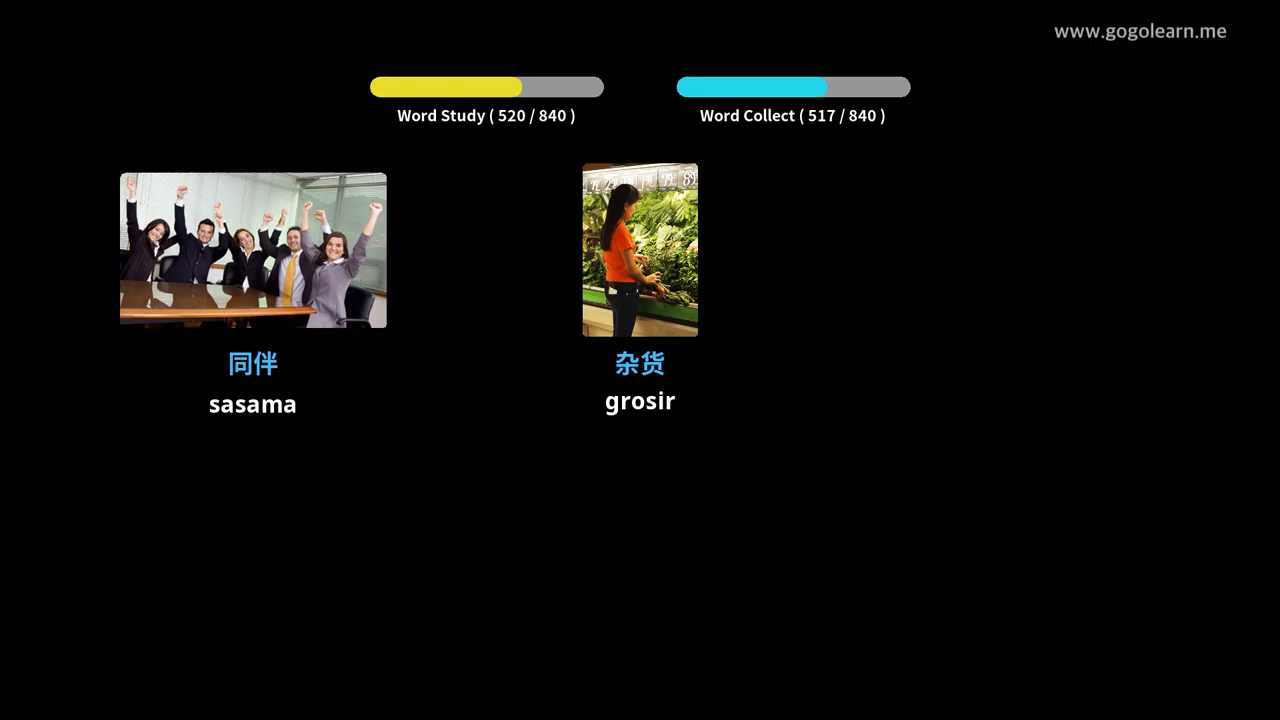 www.gogolearn.me
Word Study ( 520 / 840 )
Word Collect ( 517 / 840 )
同伴
sasama
杂货
grosir